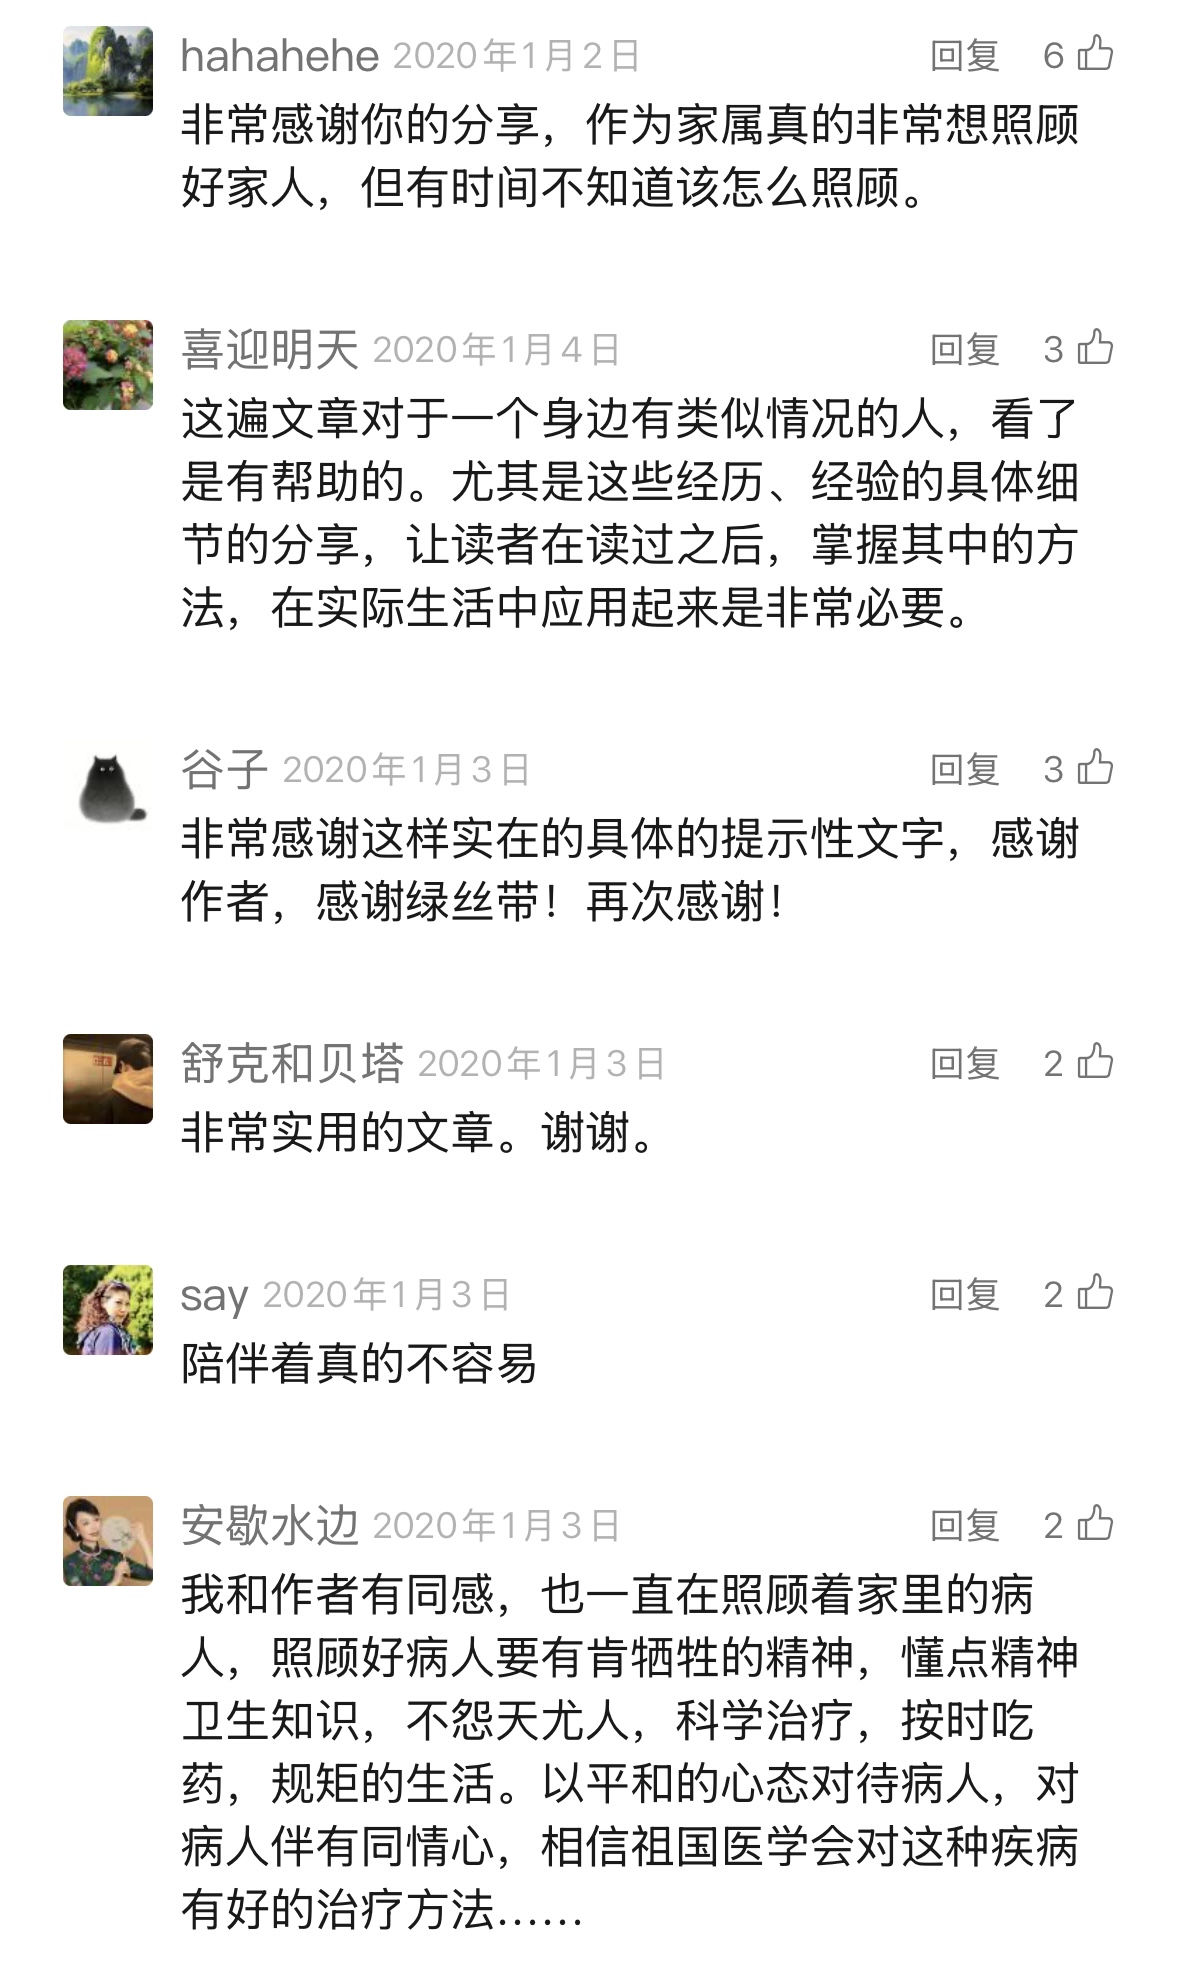 hahahehe 2020年1月2日 回复 6
非常感谢你的分享，作为家属真的非常想照顾
好家人，但有时间不知道该怎么照顾。
喜迎明天 2020年1月4日 回复 3
这遍文章对于一个身边有类似情况的人，看了
是有帮助的。尤其是这些经历、经验的具体细
节的分享，让读者在读过之后，掌握其中的方
法，在实际生活中应用起来是非常必要。
谷子 2020年1月3日 回复 3
非常感谢这样实在的具体的提示性文字，感谢
作者，感谢绿丝带！再次感谢！
舒克和贝塔 2020年1月3日 回复 2
非常实用的文章。谢谢。
say 2020年1月3日 回复 2
陪伴着真的不容易
安歇水边 2020年1月3日 回复 2
我和作者有同感，也一直在照顾着家里的病
人，照顾好病人要有肯牺牲的精神，懂点精神
卫生知识，不怨天尤人，科学治疗，按时吃
药，规矩的生活。以平和的心态对待病人，对
病人伴有同情心，相信祖国医学会对这种疾病
有好的治疗方法……